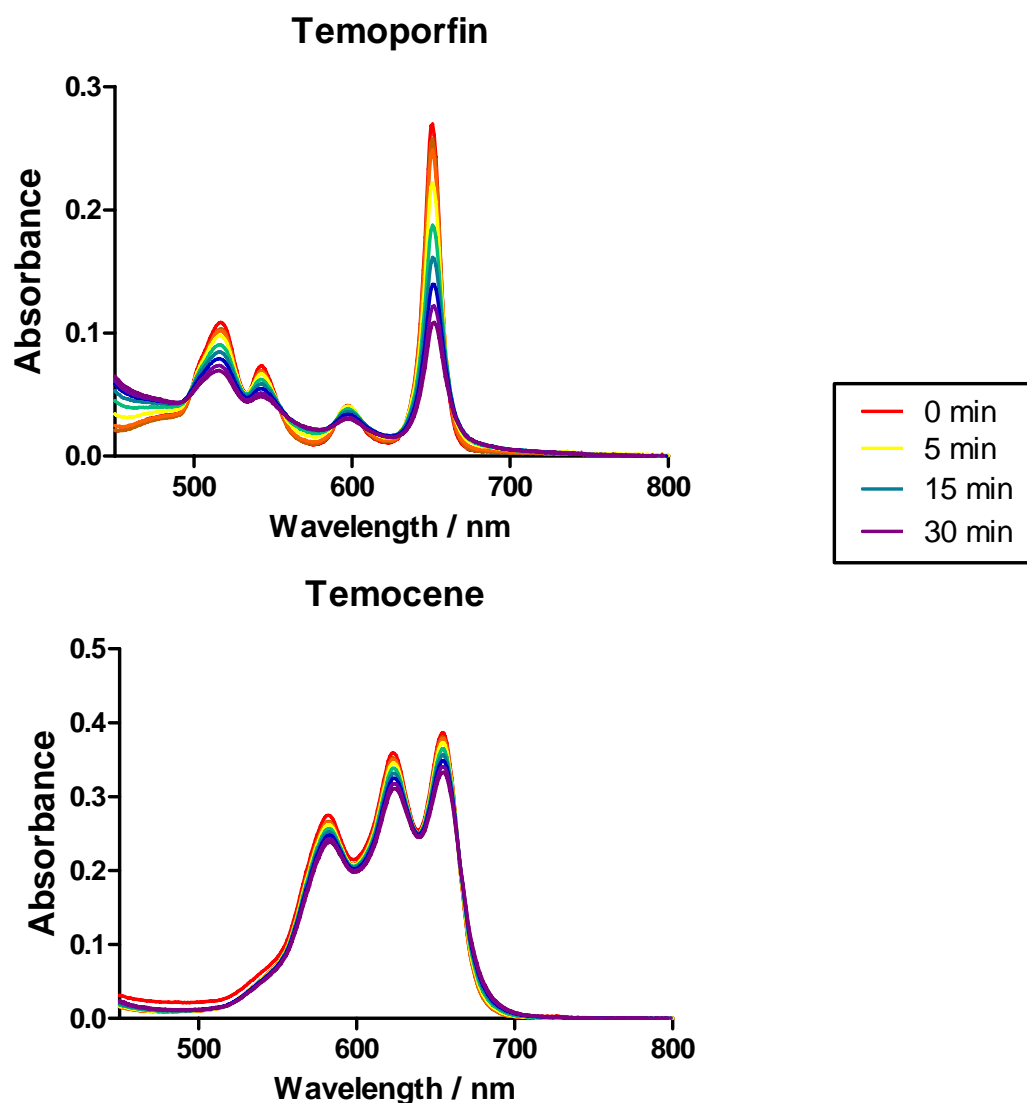 Temoporfin
0.3
0.2
0.1
0.0
Absorbance
500 600 700 800
Wavelength / nm
0 min
5 min
15 min
30 min
Temocene
0.5
0.4
0.3
0.2
0.1
0.0
Absorbance
500 600 700 800
Wavelength / nm